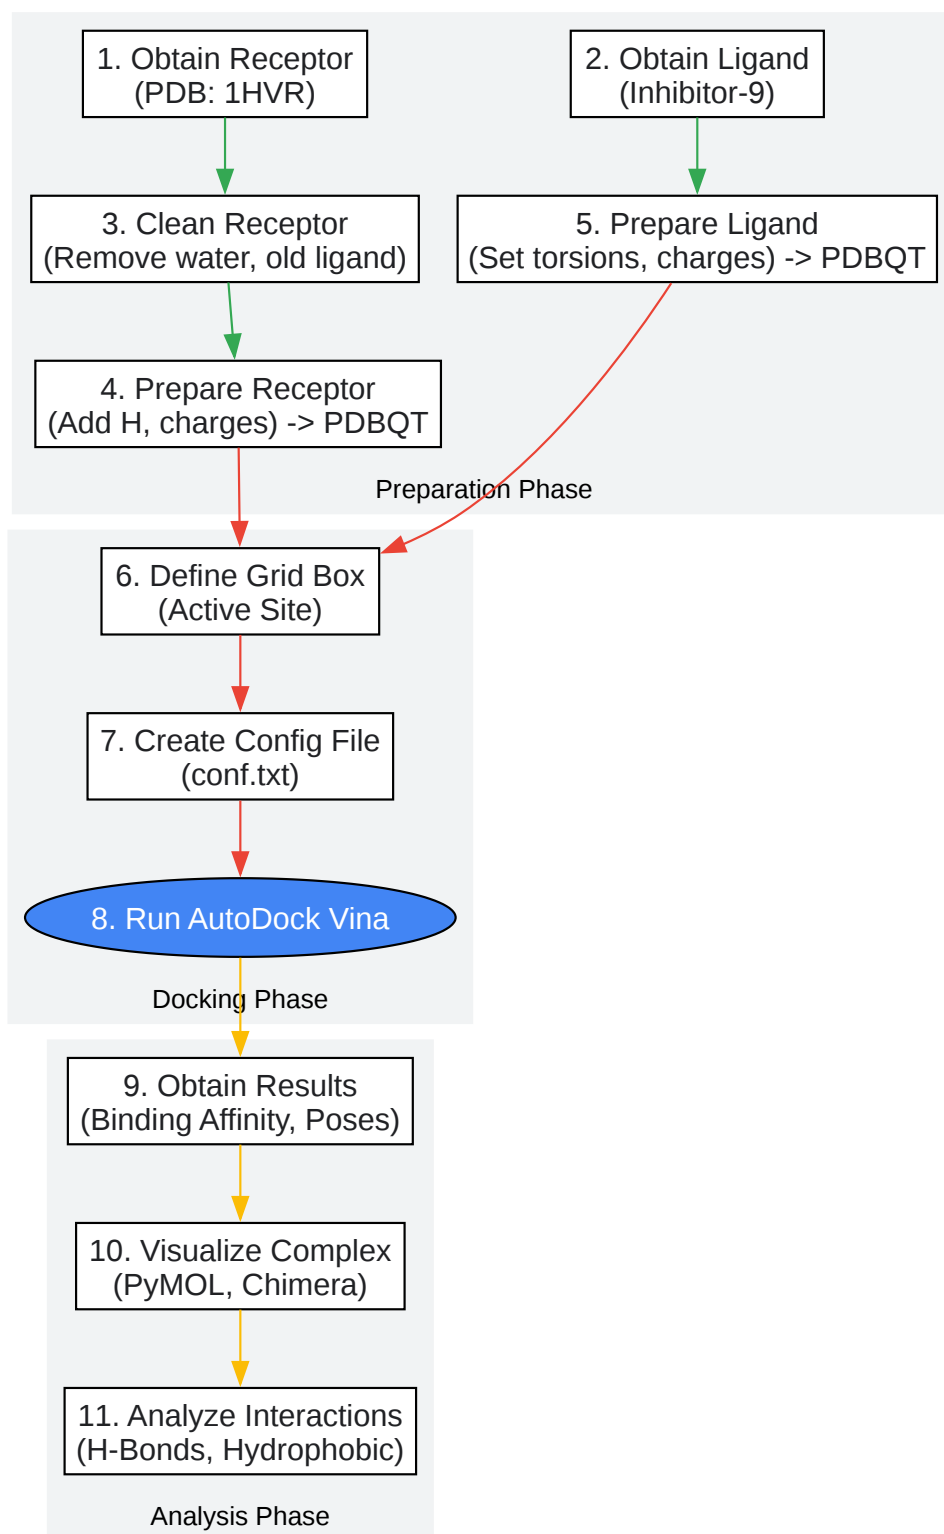 1. Obtain Receptor
(PDB: 1HVR)
2. Obtain Ligand
(Inhibitor-9)
3. Clean Receptor
(Remove water, old ligand)
5. Prepare Ligand
(Set torsions, charges) -> PDBQT
4. Prepare Receptor
(Add H, charges) -> PDBQT
Preparation Phase
6. Define Grid Box
(Active Site)
7. Create Config File
(conf.txt)
8. Run AutoDock Vina
Docking Phase
9. Obtain Results
(Binding Affinity, Poses)
10. Visualize Complex
(PyMOL, Chimera)
11. Analyze Interactions
(H-Bonds, Hydrophobic)
Analysis Phase